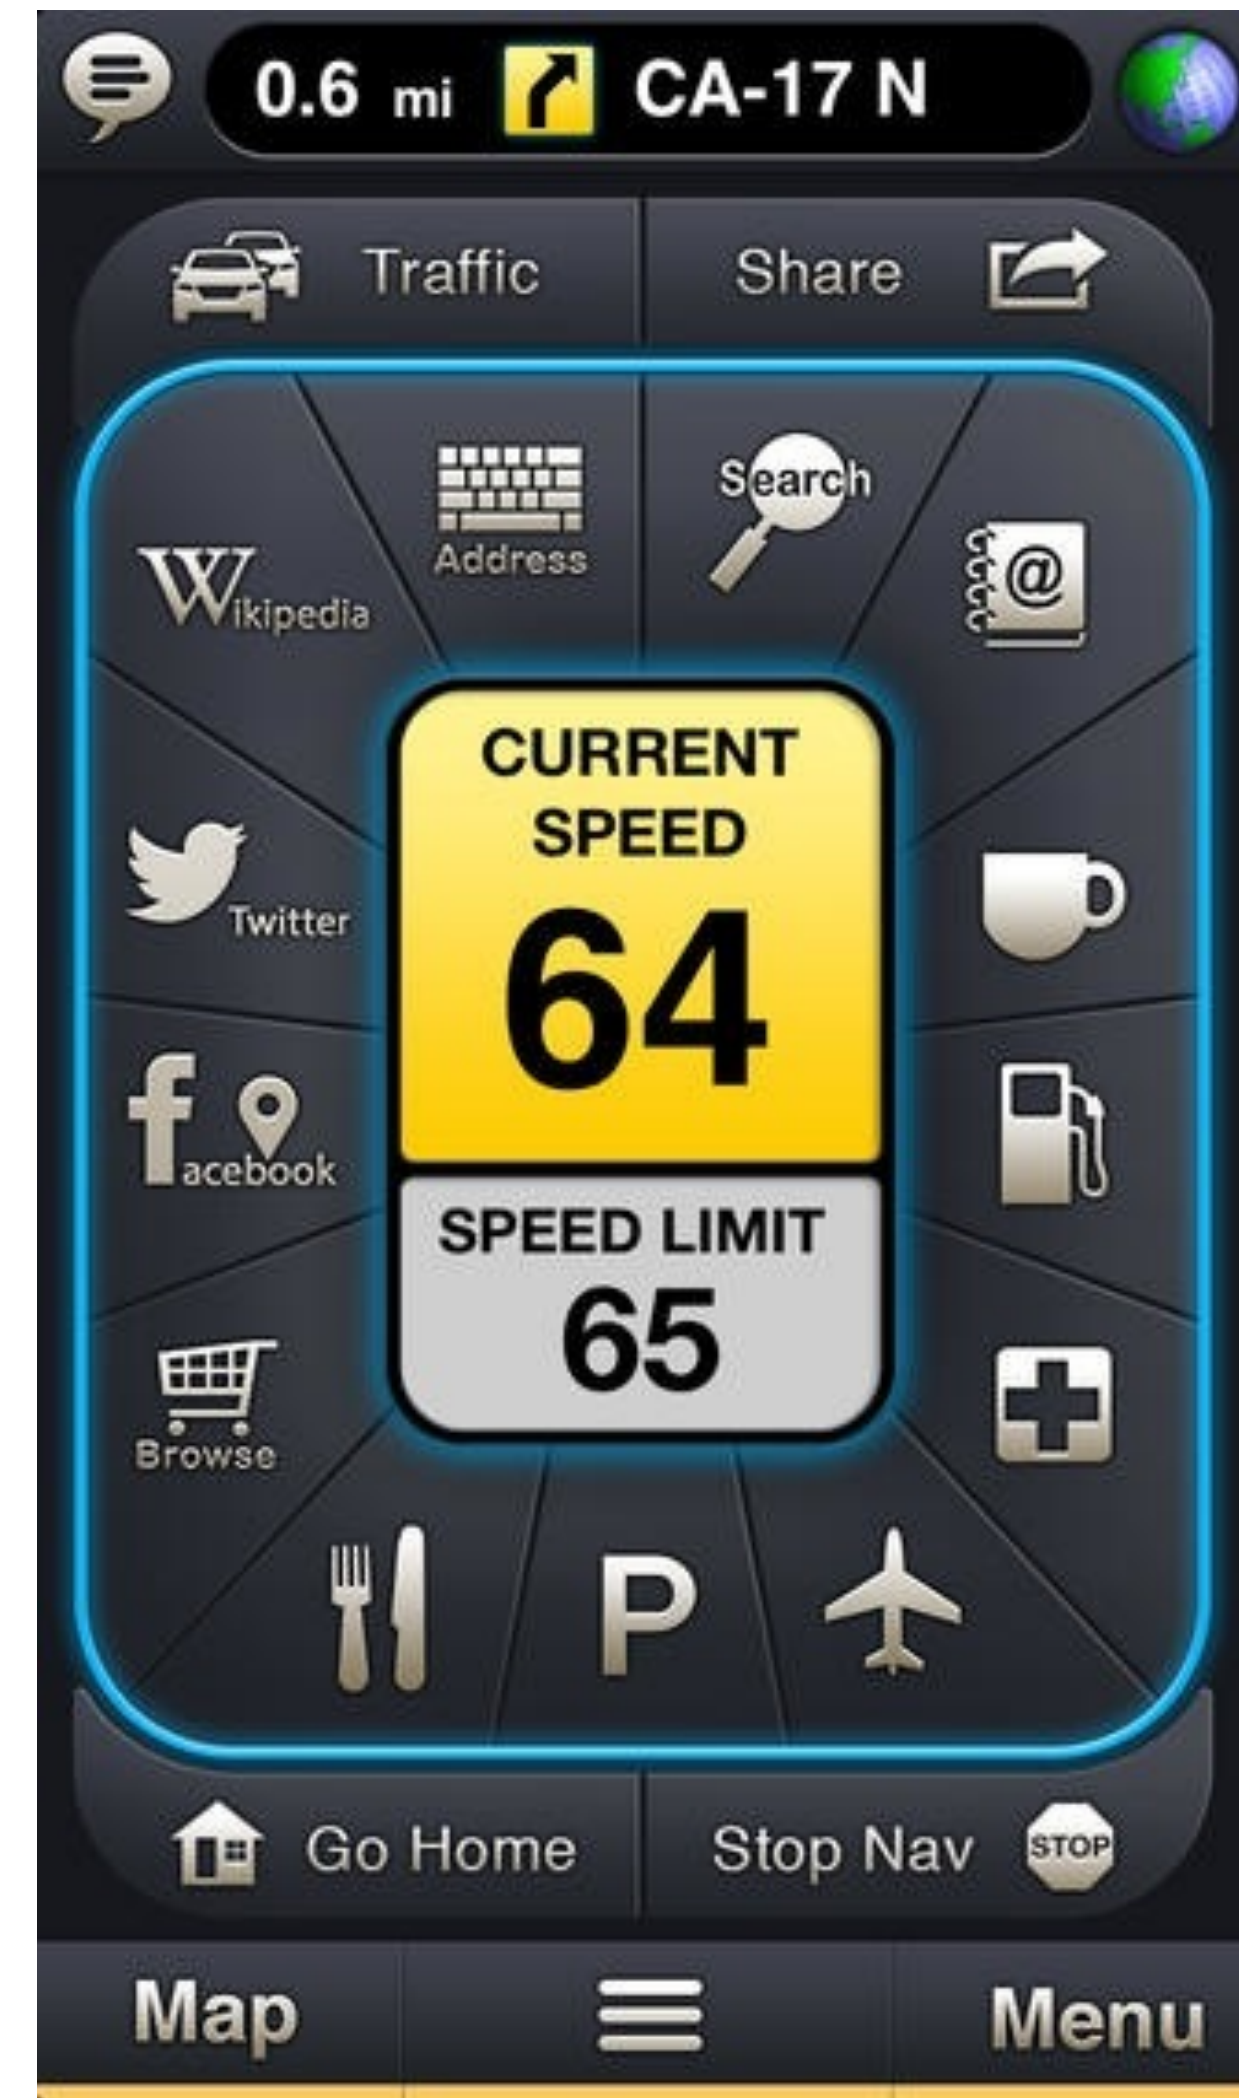 0.6 mi CA-17 N
Traffic Share
Search
Address
@
Wikipedia
CURRENT
SPEED
64
Twitter
facebook
SPEED LIMIT
65
Browse
P
Go Home Stop Nav STOP
Map Menu